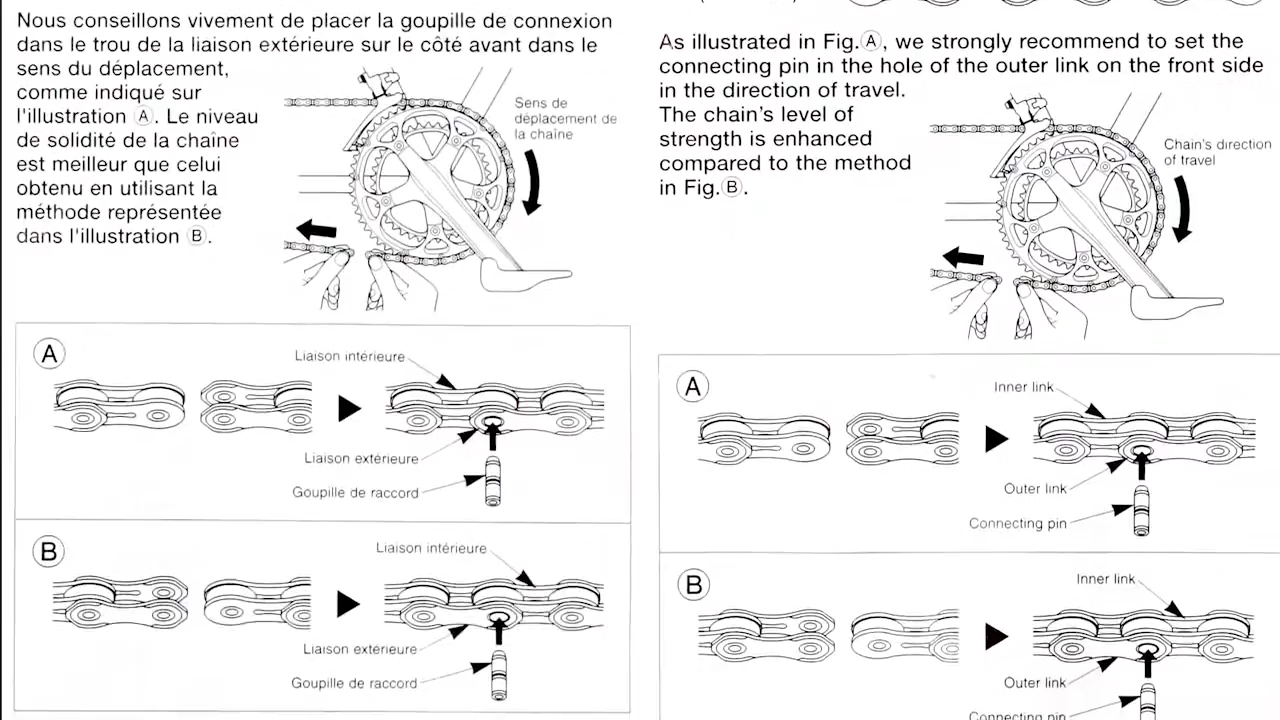 Nous conseillons vivement de placer la goupille de connexion
dans le trou de la liaison extérieure sur le côté avant dans le
sens du déplacement,
comme indiqué sur
l'illustration Ⓐ. Le niveau
de solidité de la chaîne
est meilleur que celui
obtenu en utilisant la
méthode représentée
dans l'illustration Ⓑ.
Sens de
déplacement de
la chaîne
A
Liaison intérieure
Liaison extérieure
Goupille de raccord
B
Liaison intérieure
Liaison extérieure
Goupille de raccord
As illustrated in Fig.Ⓐ, we strongly recommend to set the
connecting pin in the hole of the outer link on the front side
in the direction of travel.
The chain's level of
strength is enhanced
compared to the method
in Fig.Ⓑ.
Chain's direction
of travel
A
Inner link
Outer link
Connecting pin
B
Inner link
Outer link
Connecting pin